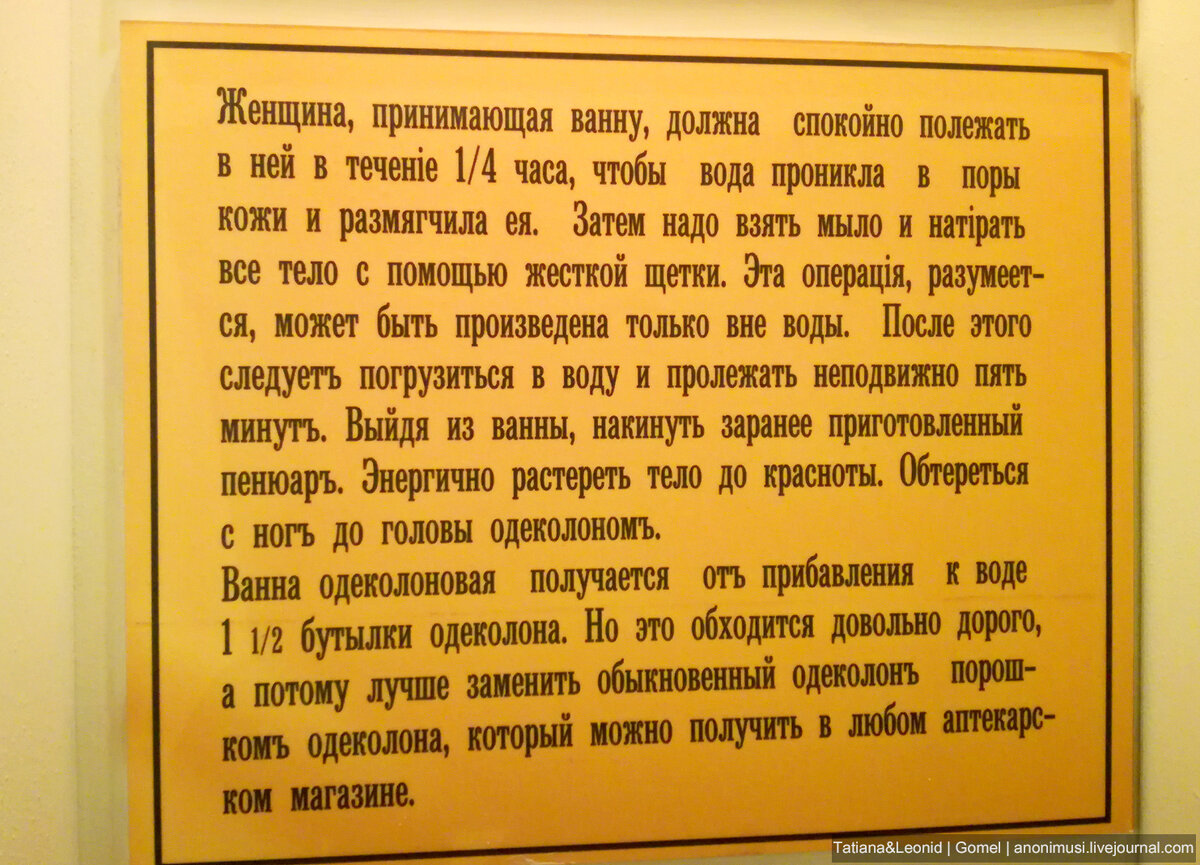 Женщина, принимающая ванну, должна спокойно полежать
в ней в теченіе 1/4 часа, чтобы вода проникла в поры
кожи и размягчила ея. Затем надо взять мыло и натірать
все тело с помощью жесткой щетки. Эта операція, разумеет-
ся, может быть произведена только вне воды. После этого
следуетъ погрузиться в воду и пролежать неподвижно пять
минутъ. Выйдя из ванны, накинуть заранее приготовленный
пенюаръ. Энергично растереть тело до красноты. Обтереться
с ногъ до головы одеколономъ.
Ванна одеколоновая получается отъ прибавления к воде
1 1/2 бутылки одеколона. Но это обходится довольно дорого,
а потому лучше заменить обыкновенный одеколонъ порош-
комъ одеколона, который можно получить в любом аптекарс-
ком магазине.
Tatiana&Leonid | Gomel | anonimusi.livejournal.com